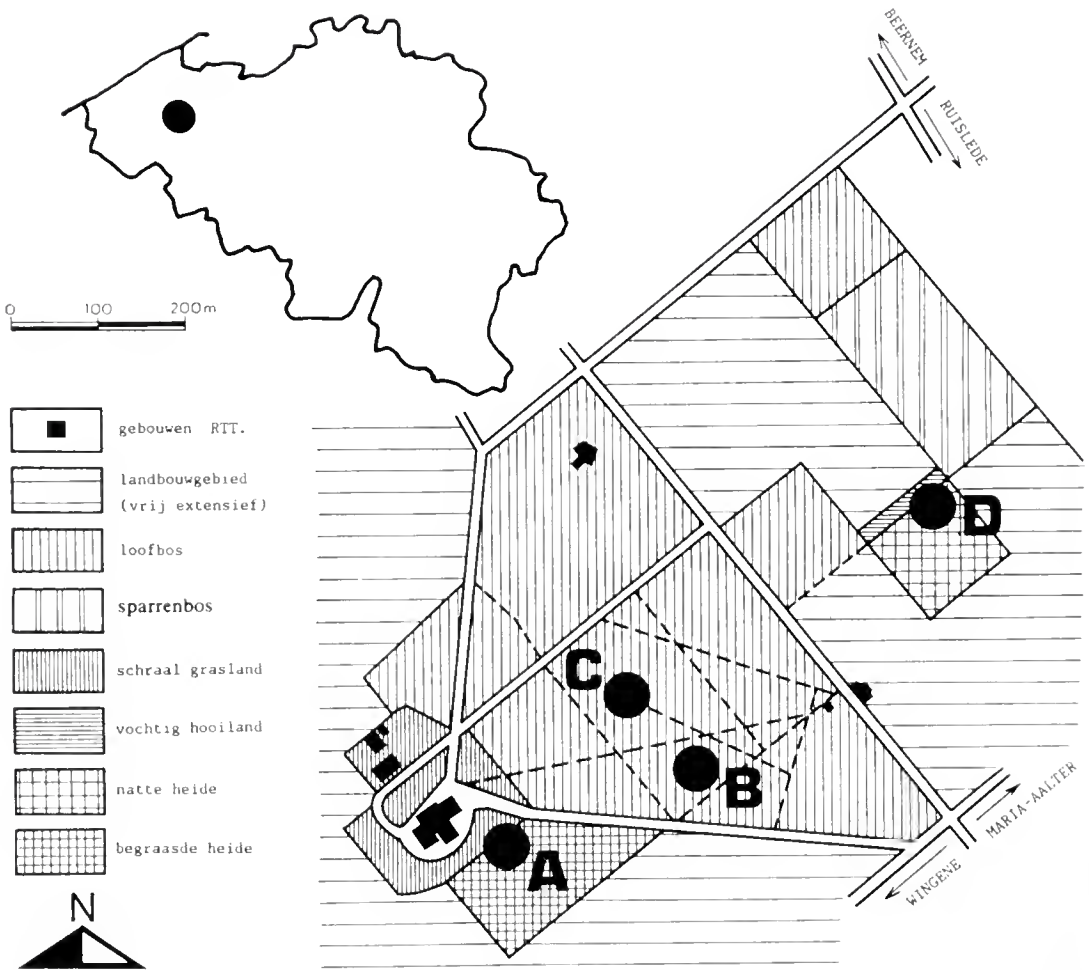 BEERNEM
RUISLEDE
0 100 200m
gebouwen RTT.
landbouwgebied
(vrij extensief)
loofbos
sparrenbos
schraal grasland
vochtig hooiland
natte heide
begraasde heide
N
D
C
B
A
MARIA-AALTER
WINGENE